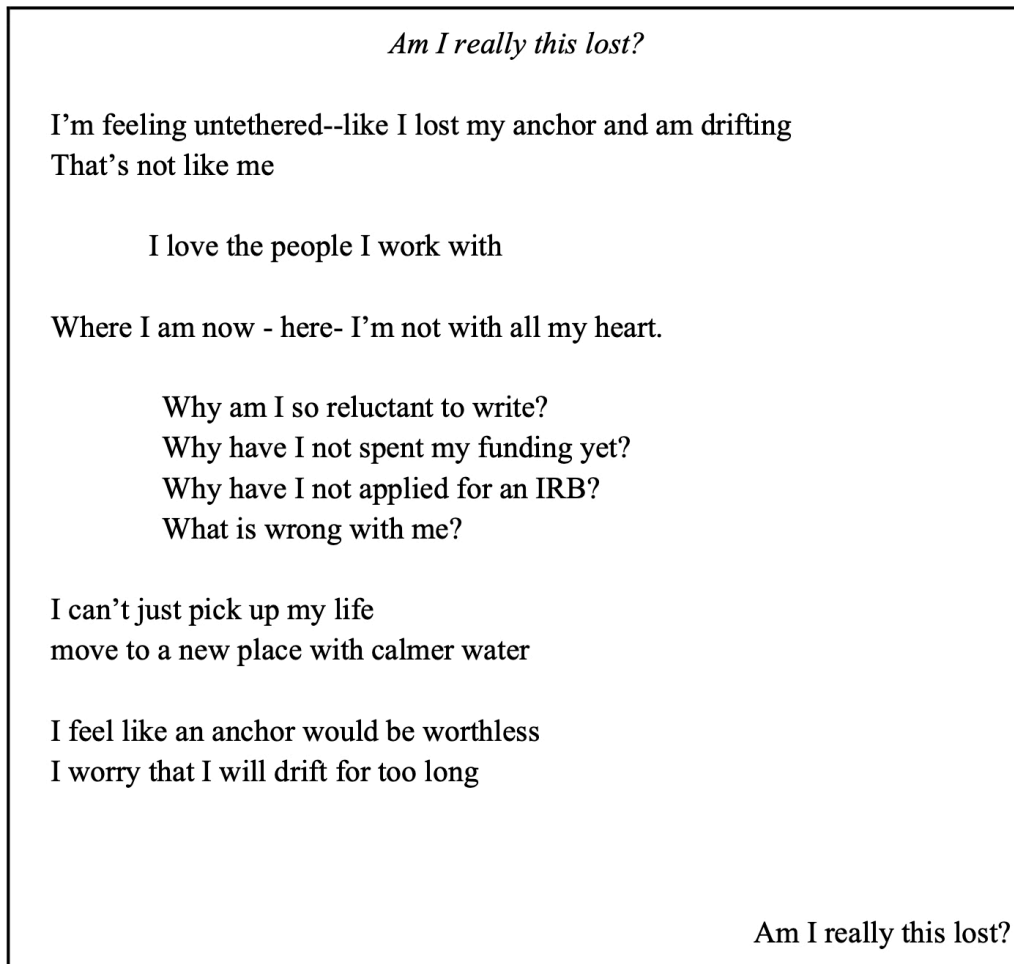 Am I really this lost?
I’m feeling untethered--like I lost my anchor and am drifting
That’s not like me
I love the people I work with
Where I am now - here- I’m not with all my heart.
Why am I so reluctant to write?
Why have I not spent my funding yet?
Why have I not applied for an IRB?
What is wrong with me?
I can’t just pick up my life
move to a new place with calmer water
I feel like an anchor would be worthless
I worry that I will drift for too long
Am I really this lost?